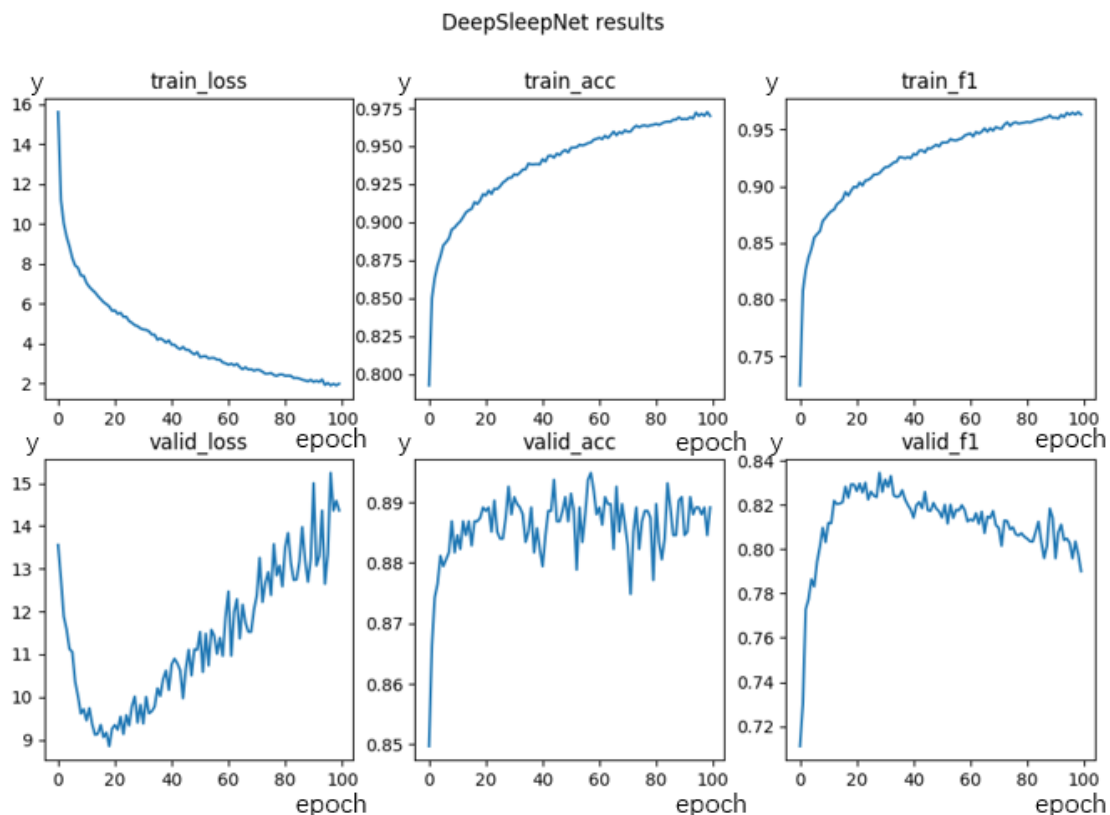 DeepSleepNet results
y train_loss
16
14
12
10
8
6
4
2
0 20 40 60 80 100
epoch
y train_acc
0.975
0.950
0.925
0.900
0.875
0.850
0.825
0.800
0 20 40 60 80 100
epoch
y train_f1
0.95
0.90
0.85
0.80
0.75
0 20 40 60 80 100
epoch
y valid_loss
15
14
13
12
11
10
9
0 20 40 60 80 100
epoch
y valid_acc
0.89
0.88
0.87
0.86
0.85
0 20 40 60 80 100
epoch
y valid_f1
0.84
0.82
0.80
0.78
0.76
0.74
0.72
0 20 40 60 80 100
epoch